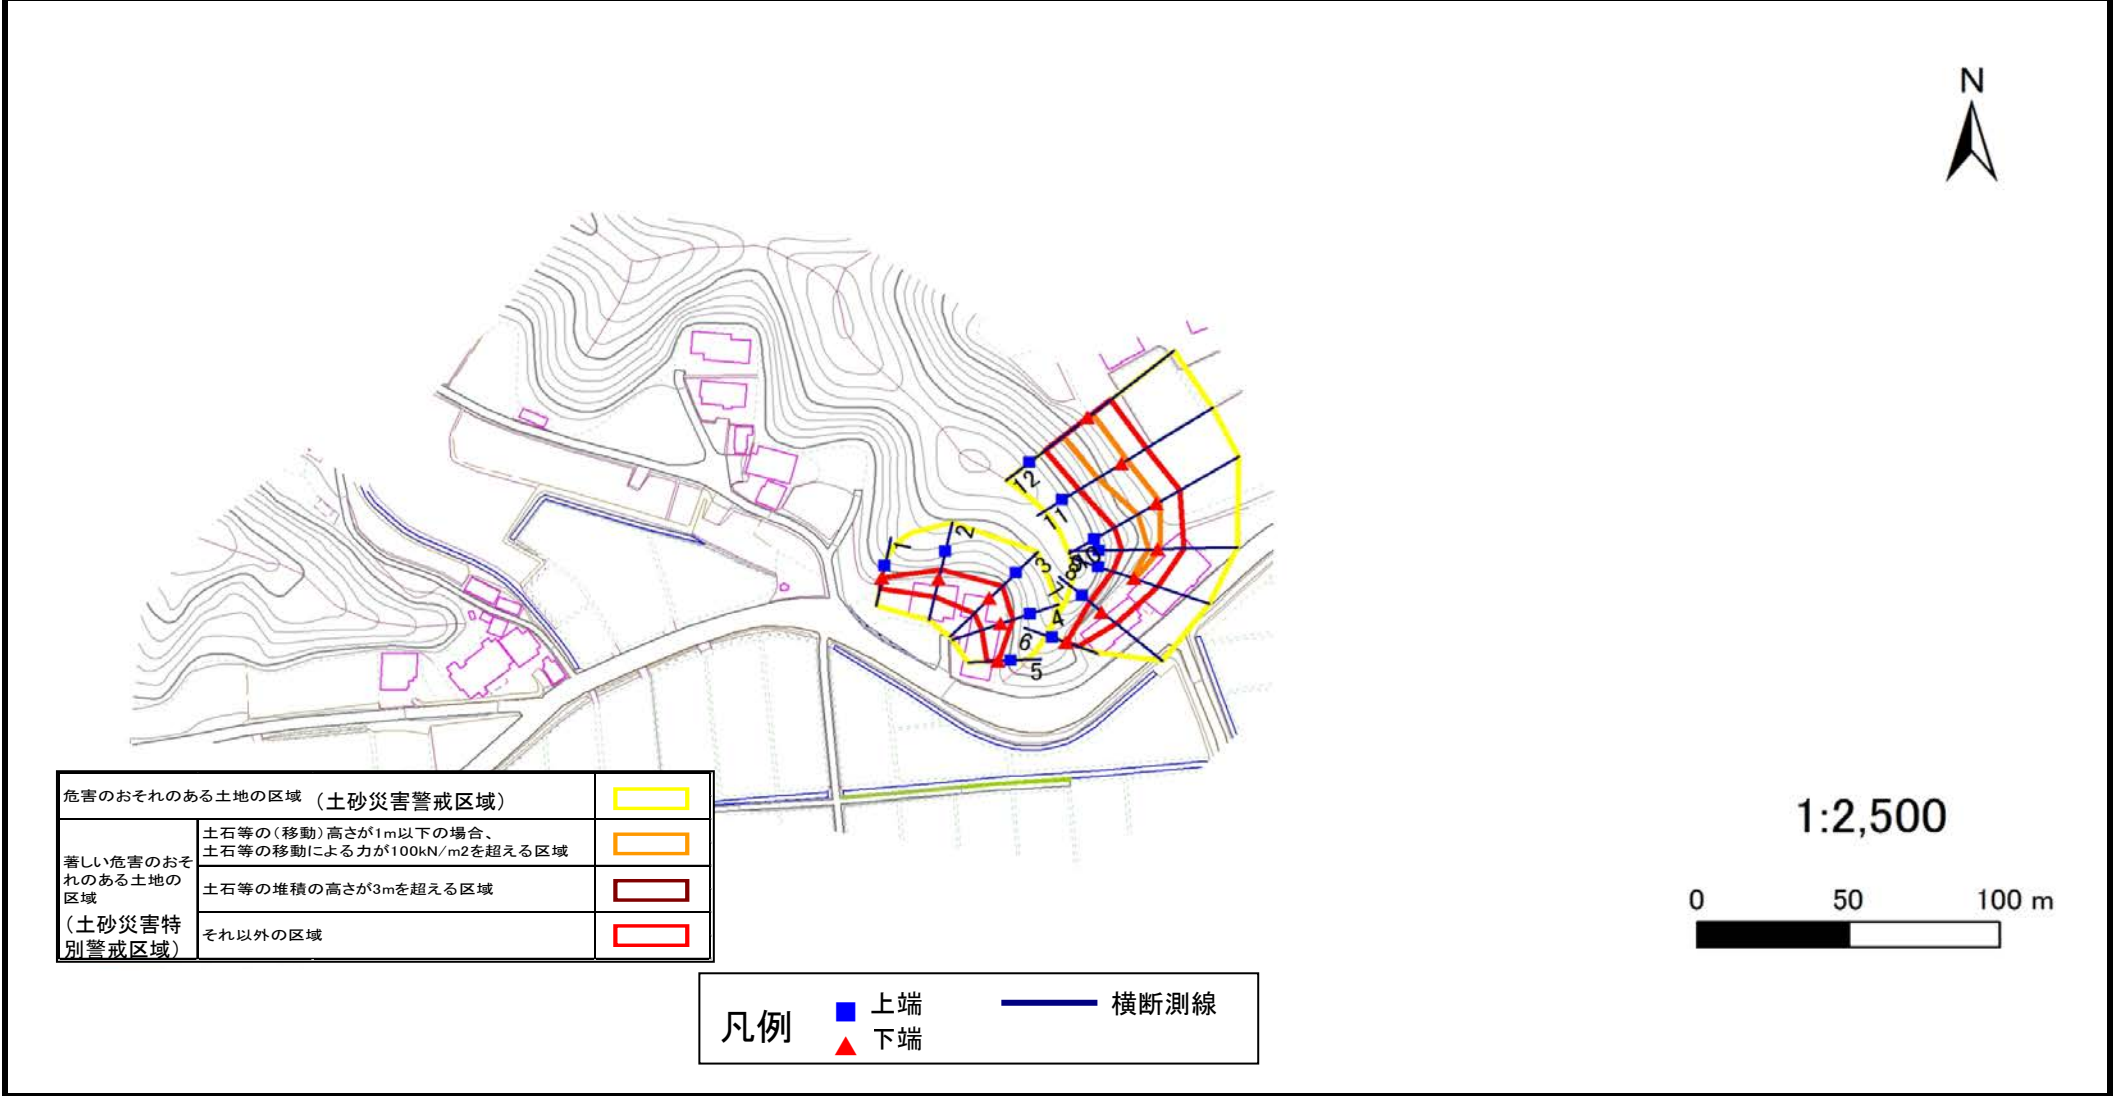 N
12
11
10
9
8
7
1
2
3
4
6
5
危害のおそれのある土地の区域 (土砂災害警戒区域)
著しい危害のおそ
れのある土地の
区域
(土砂災害特
別警戒区域)
土石等の(移動)高さが1m以下の場合、
土石等の移動による力が100kN/m2を超える区域
土石等の堆積の高さが3mを超える区域
それ以外の区域
1:2,500
0 50 100 m
凡例
上端
下端
横断測線